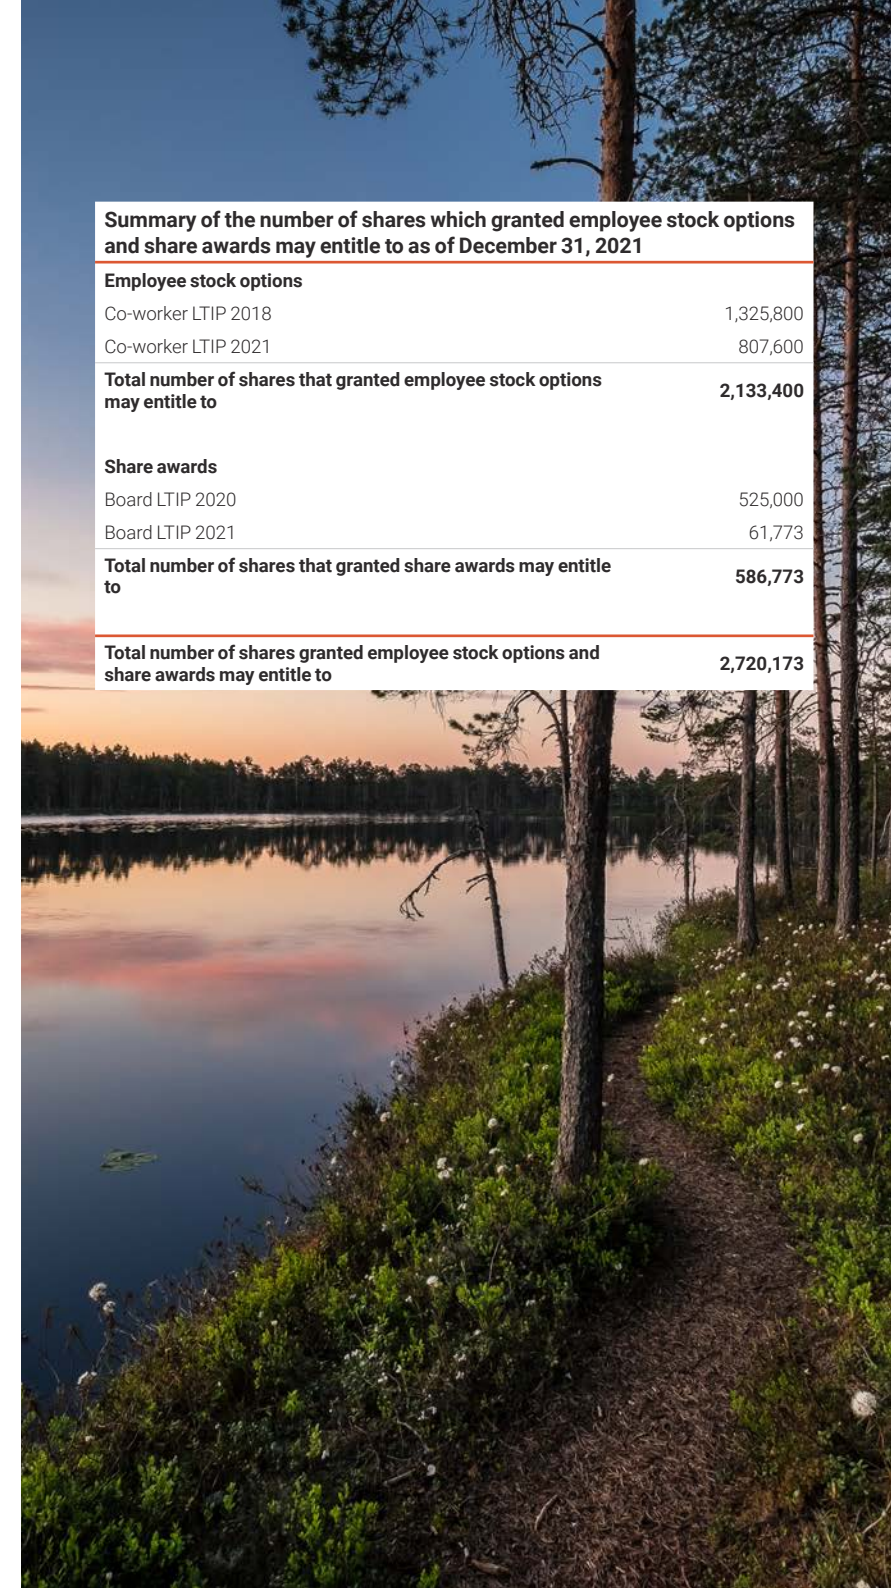 Summary of the number of shares which granted employee stock options
and share awards may entitle to as of December 31, 2021
Employee stock options
Co-worker LTIP 2018 1,325,800
Co-worker LTIP 2021 807,600
Total number of shares that granted employee stock options
may entitle to 2,133,400
Share awards
Board LTIP 2020 525,000
Board LTIP 2021 61,773
Total number of shares that granted share awards may entitle
to 586,773
Total number of shares granted employee stock options and
share awards may entitle to 2,720,173